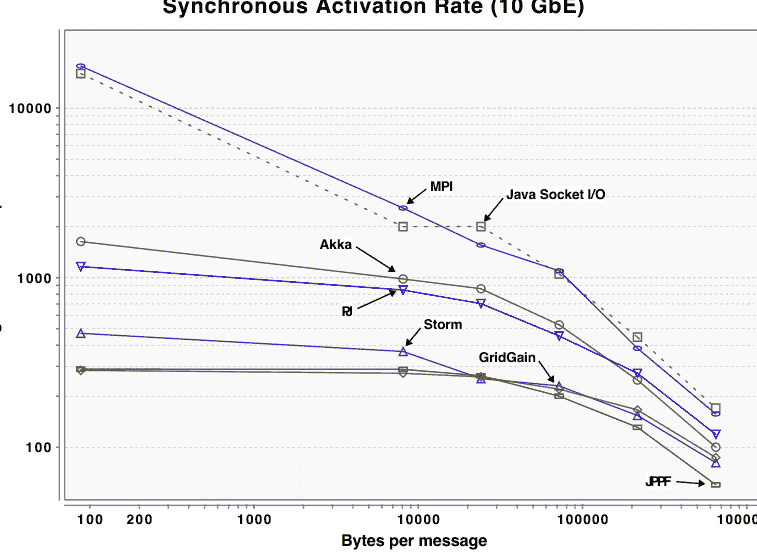 Synchronous Activation Rate (10 GbE)
10000
MPI
Java Socket I/O
Akka
1000
RJ
Storm
GridGain
100
JPPF
100 200 1000 10000 100000 10000
Bytes per message